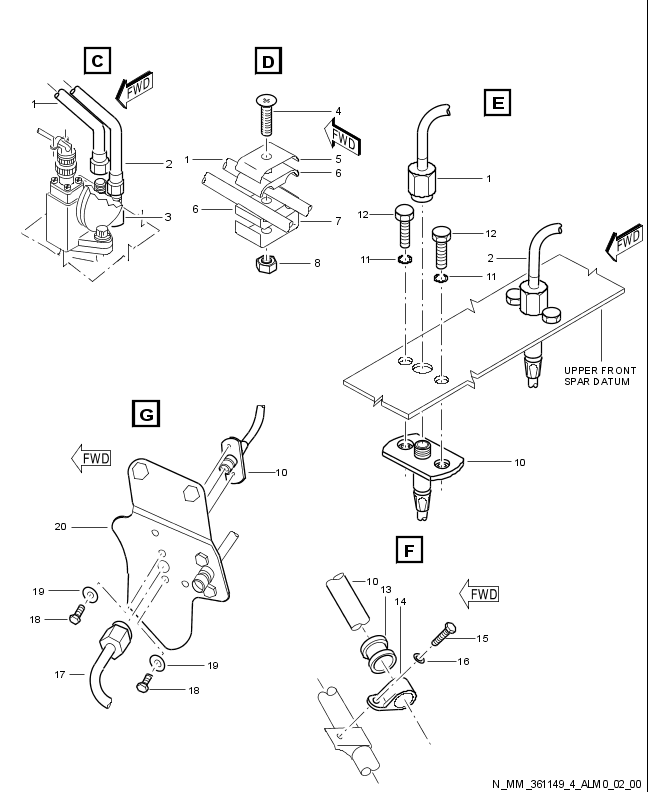 C
FWD
1
2
3
D
4
FWD
1
5
6
6
7
8
E
1
12
12
2
FWD
11
11
UPPER FRONT
SPAR DATUM
10
G
FWD
10
20
19
18
17
19
18
F
10
13
14
FWD
15
16
N_MM_361149_4_ALM0_02_00